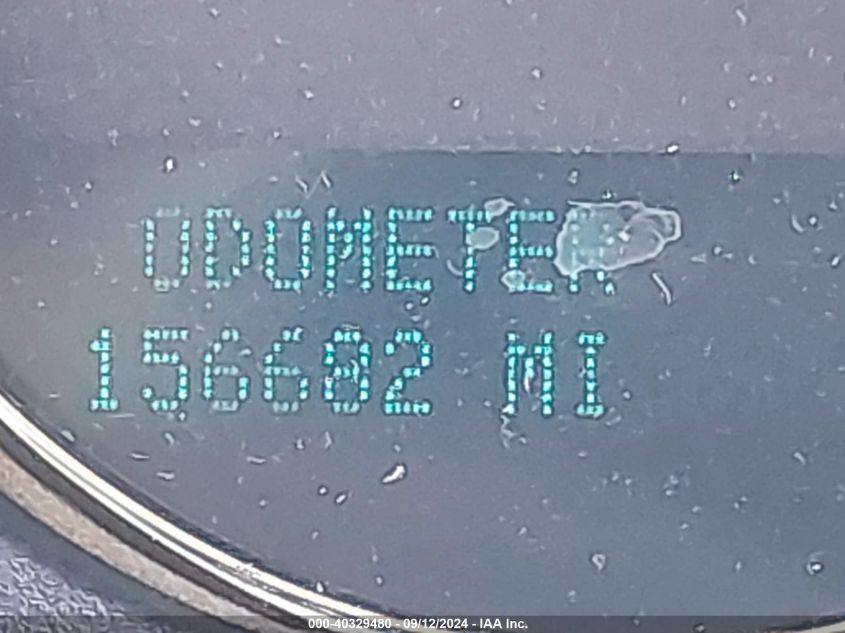 ODOMETER
156682 MI
000-40329480 - 09/12/2024 - IAA Inc.